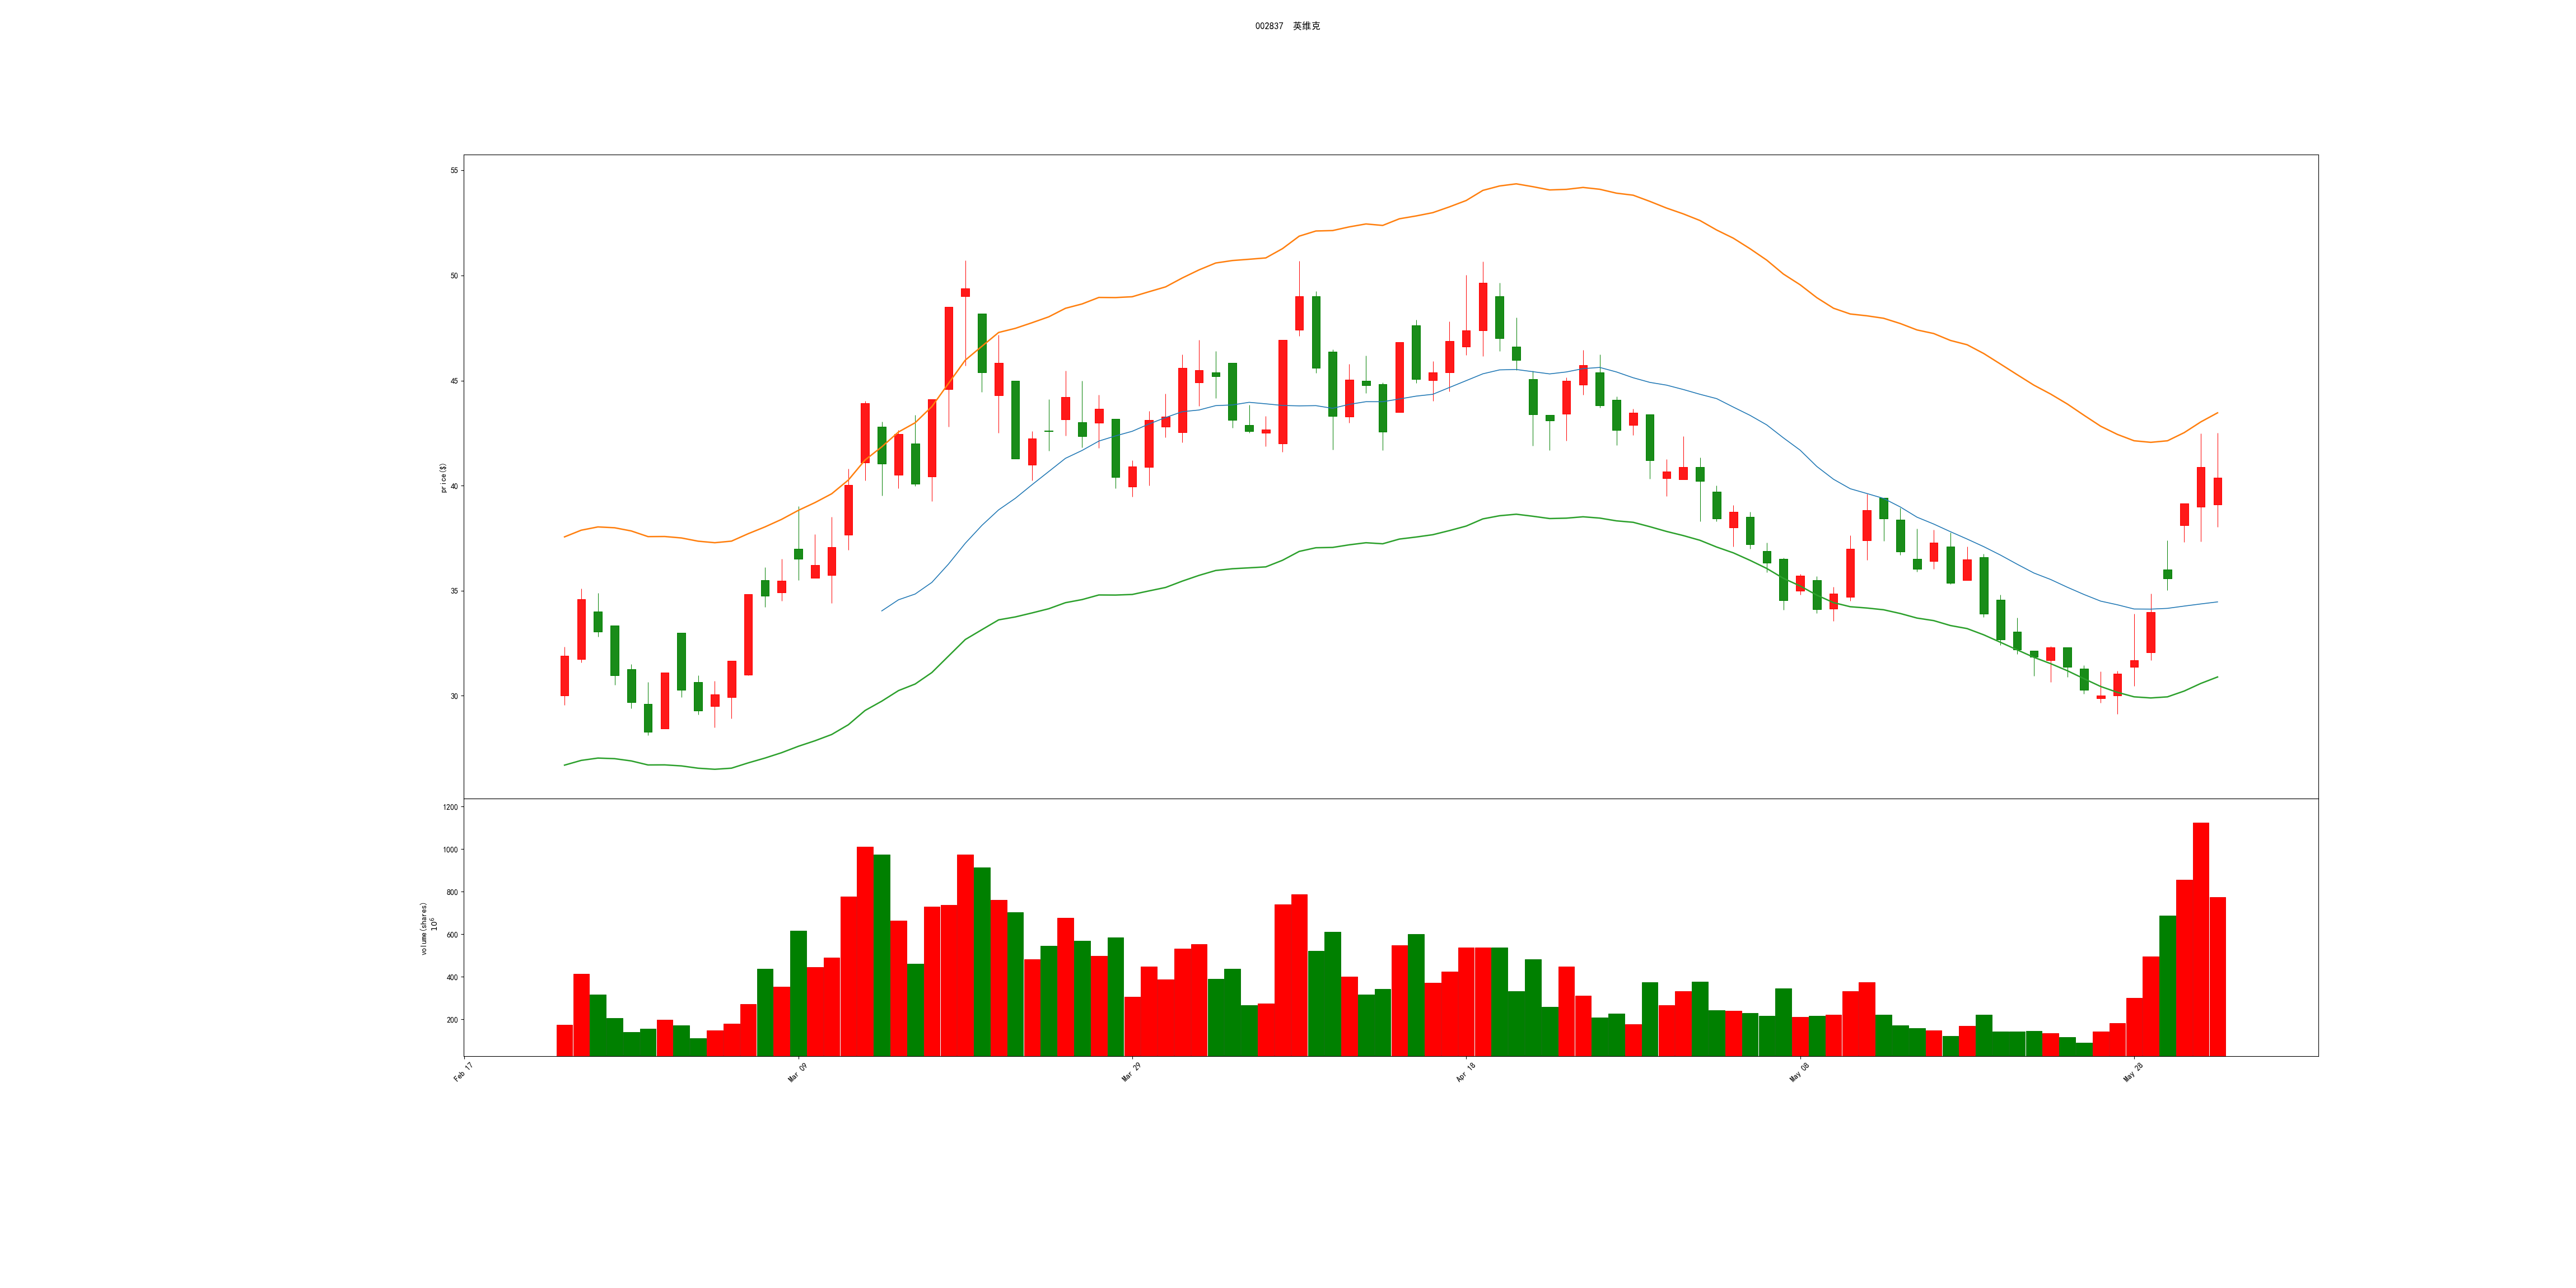 002837 英维克
55
50
45
40
35
30
price($)
1200
1000
800
600
400
200
volume(shares)
10^6
Feb 17
Mar 09
Mar 29
Apr 18
May 08
May 28